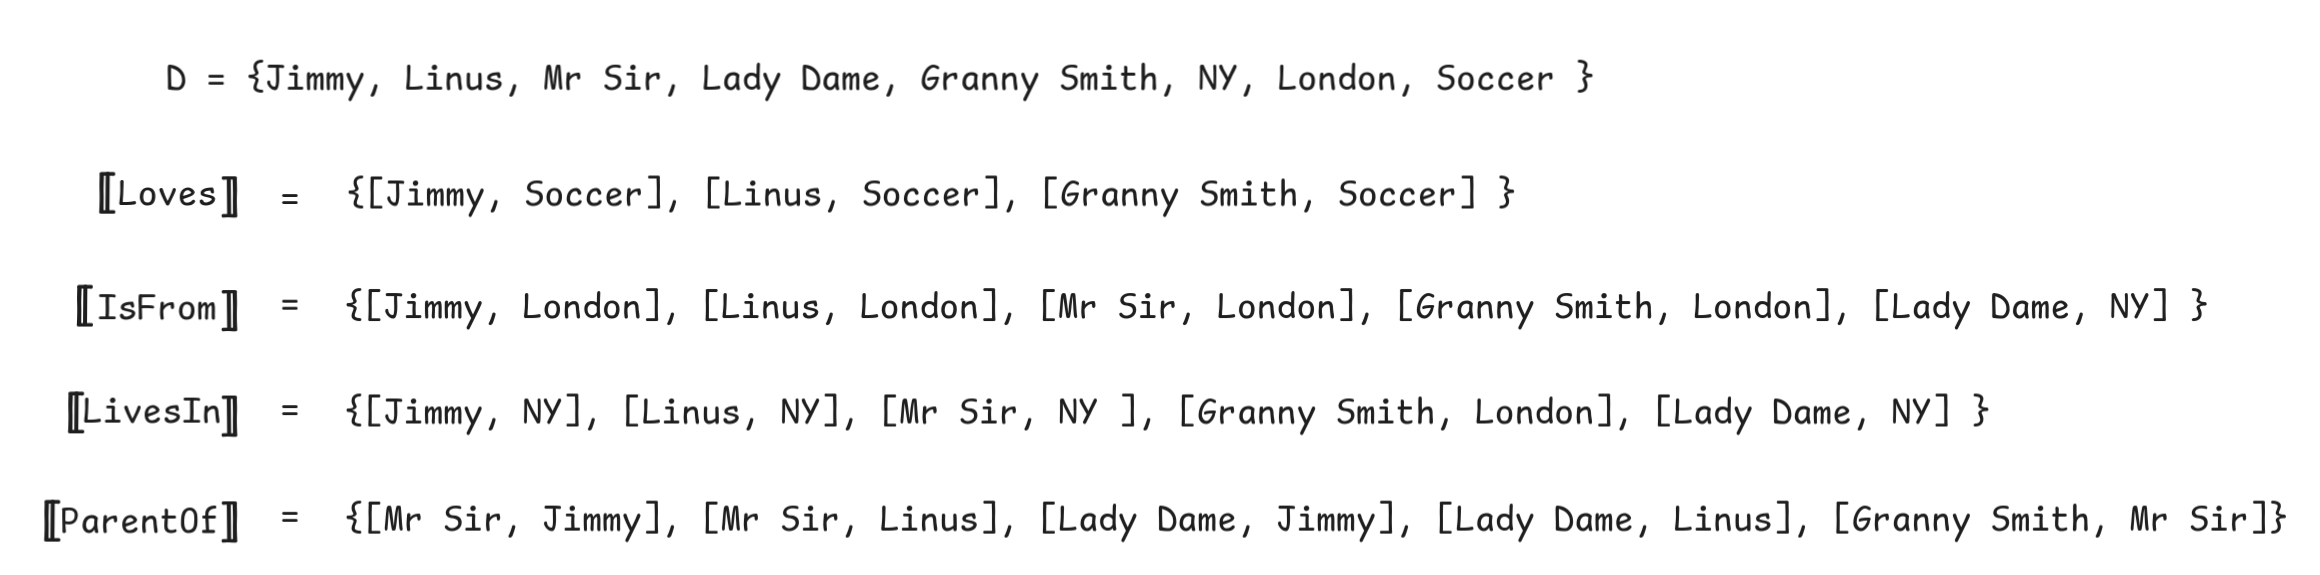 D = {Jimmy, Linus, Mr Sir, Lady Dame, Granny Smith, NY, London, Soccer }
⟦Loves⟧ = {[Jimmy, Soccer], [Linus, Soccer], [Granny Smith, Soccer] }
⟦IsFrom⟧ = {[Jimmy, London], [Linus, London], [Mr Sir, London], [Granny Smith, London], [Lady Dame, NY] }
⟦LivesIn⟧ = {[Jimmy, NY], [Linus, NY], [Mr Sir, NY ], [Granny Smith, London], [Lady Dame, NY] }
⟦ParentOf⟧ = {[Mr Sir, Jimmy], [Mr Sir, Linus], [Lady Dame, Jimmy], [Lady Dame, Linus], [Granny Smith, Mr Sir]}